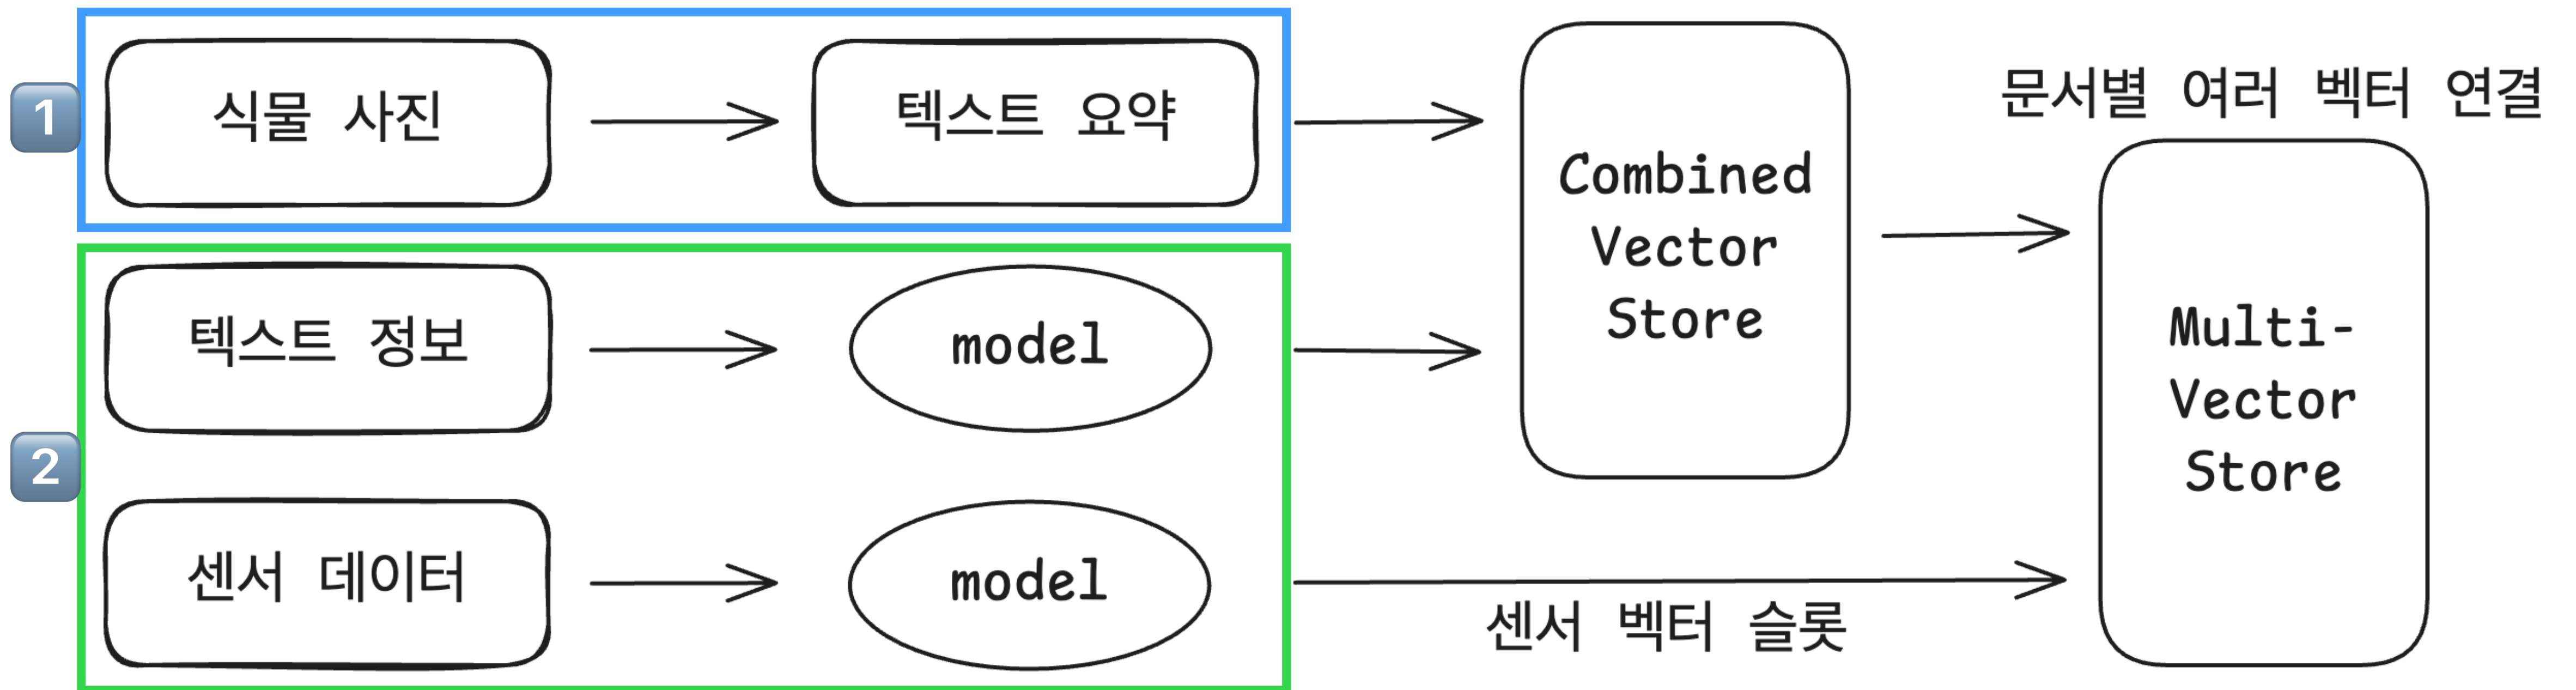 1
식물 사진
텍스트 요약
2
텍스트 정보
model
센서 데이터
model
Combined
Vector
Store
센서 벡터 슬롯
문서별 여러 벡터 연결
Multi-
Vector
Store